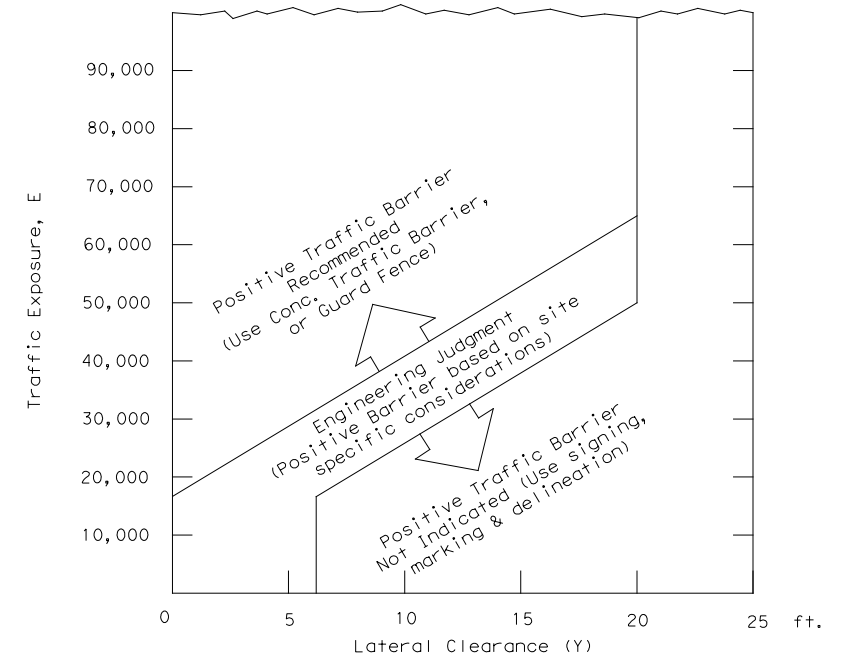 90,000
80,000
70,000
60,000
50,000
40,000
30,000
20,000
10,000
Traffic Exposure, E
Positive Traffic Barrier
Recommended
(Use Conc. Traffic Barrier,
or Guard Fence)
Engineering Judgment
(Positive Barrier based on site
specific considerations)
Positive Traffic Barrier
Not Indicated (Use signing,
marking & delineation)
0 5 10 15 20 25 ft.
Lateral Clearance (Y)